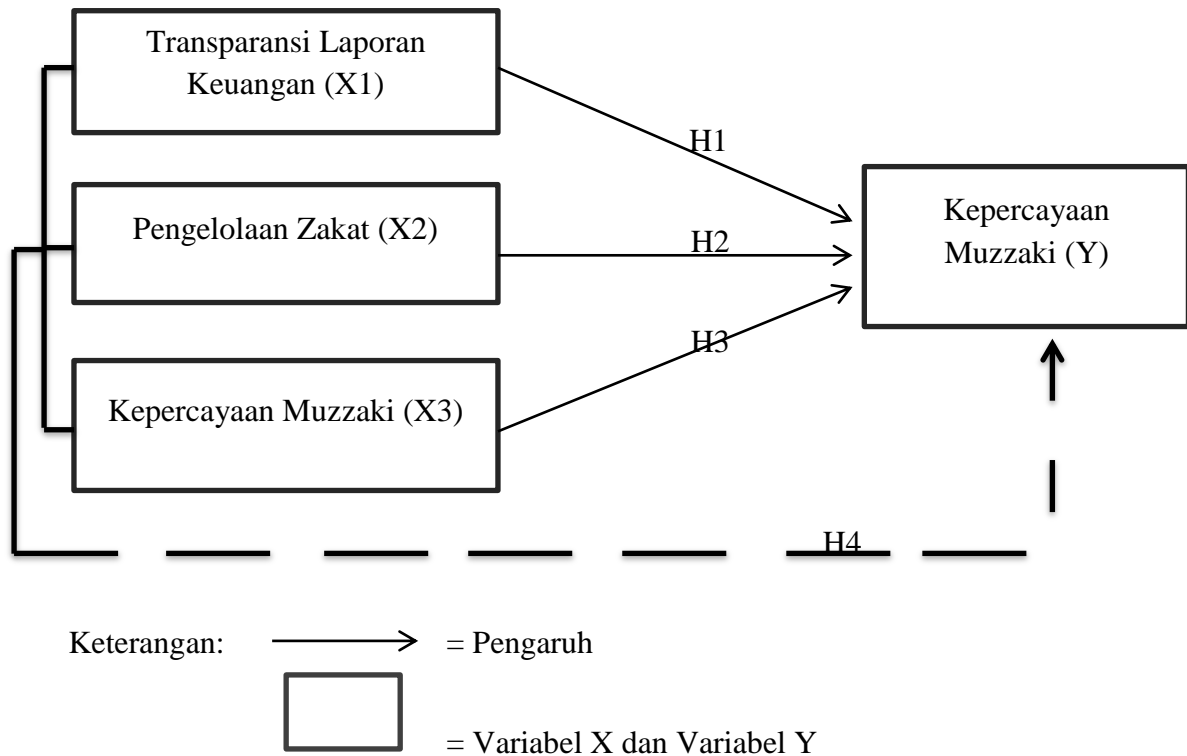 Transparansi Laporan
Keuangan (X1)
H1
Kepercayaan
Muzzaki (Y)
Pengelolaan Zakat (X2)
H2
H3
Kepercayaan Muzzaki (X3)
H4
Keterangan:
= Pengaruh
= Variabel X dan Variabel Y